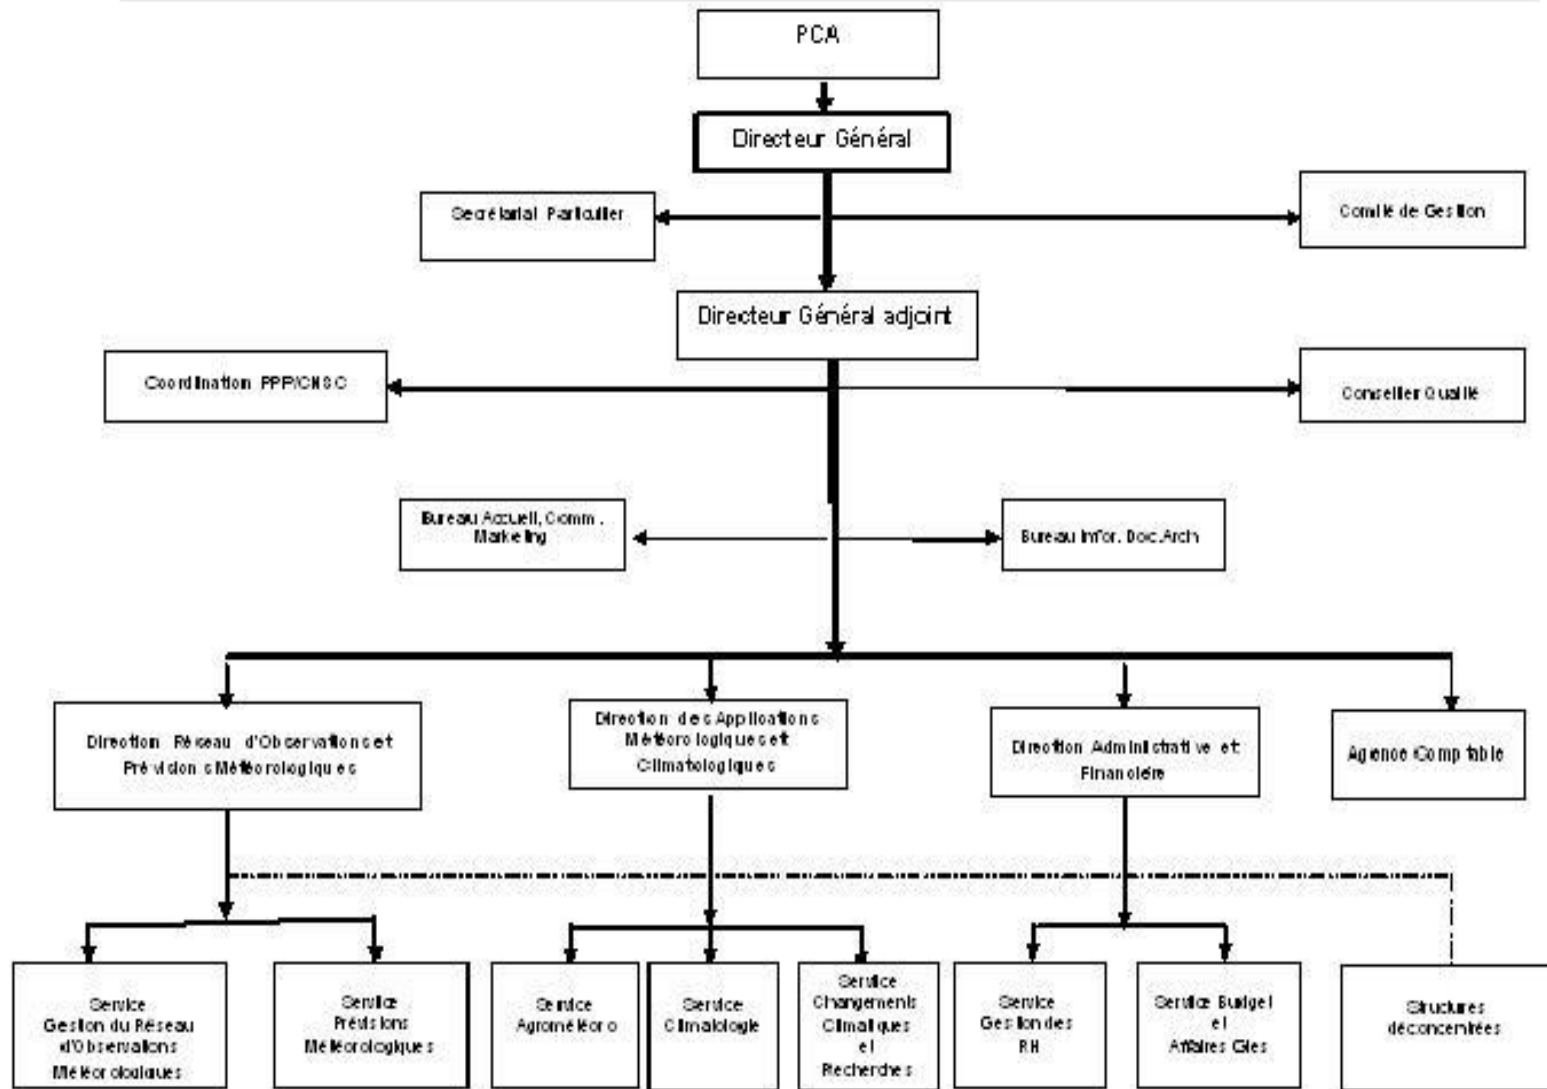 PCA
Directeur Général
Secrétariat Particulier
Comité de Gestion
Directeur Général adjoint
Coordination PPP/CNSC
Conseiller Qualité
Bureau Accueil, Comm.
Marketing
Bureau Infor. Doc.Arch
Direction Réseau d'Observations et
Prévisions Météorologiques
Direction des Applications
Météorologiques et
Climatologiques
Direction Administrative et
Financière
Agence Comptable
Service
Gestion du Réseau
d'Observations
Météorologiques
Service
Prévisions
Météorologiques
Service
Agrométéoro
Service
Climatologie
Service
Changements
Climatiques
et
Recherches
Service
Gestion des
RH
Service Budget
et
Affaires Gles
Structures
déconcentrées